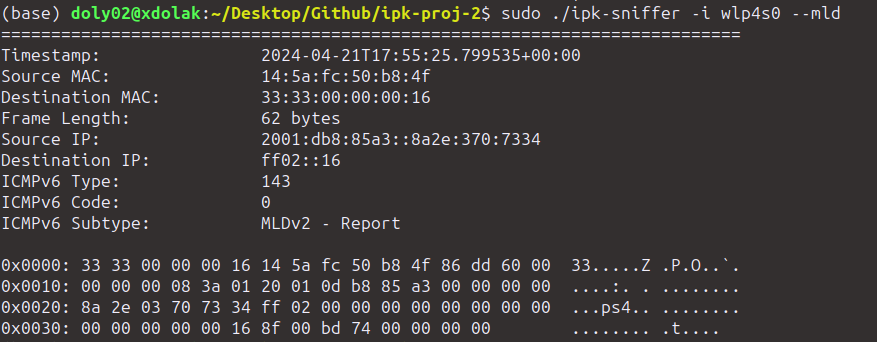 (base) doly02@xdolak:~/Desktop/Github/ipk-proj-2$ sudo ./ipk-sniffer -i wlp4s0 --mld
==========================================================================
Timestamp: 2024-04-21T17:55:25.799535+00:00
Source MAC: 14:5a:fc:50:b8:4f
Destination MAC: 33:33:00:00:00:16
Frame Length: 62 bytes
Source IP: 2001:db8:85a3::8a2e:370:7334
Destination IP: ff02::16
ICMPv6 Type: 143
ICMPv6 Code: 0
ICMPv6 Subtype: MLDv2 - Report
0x0000: 33 33 00 00 00 16 14 5a fc 50 b8 4f 86 dd 60 00 33.....Z .P.O..`.
0x0010: 00 00 00 08 3a 01 20 01 0d b8 85 a3 00 00 00 00 ....:. . ........
0x0020: 8a 2e 03 70 73 34 ff 02 00 00 00 00 00 00 00 00 ...ps4.. ........
0x0030: 00 00 00 00 00 16 8f 00 bd 74 00 00 00 00 ........ .t....